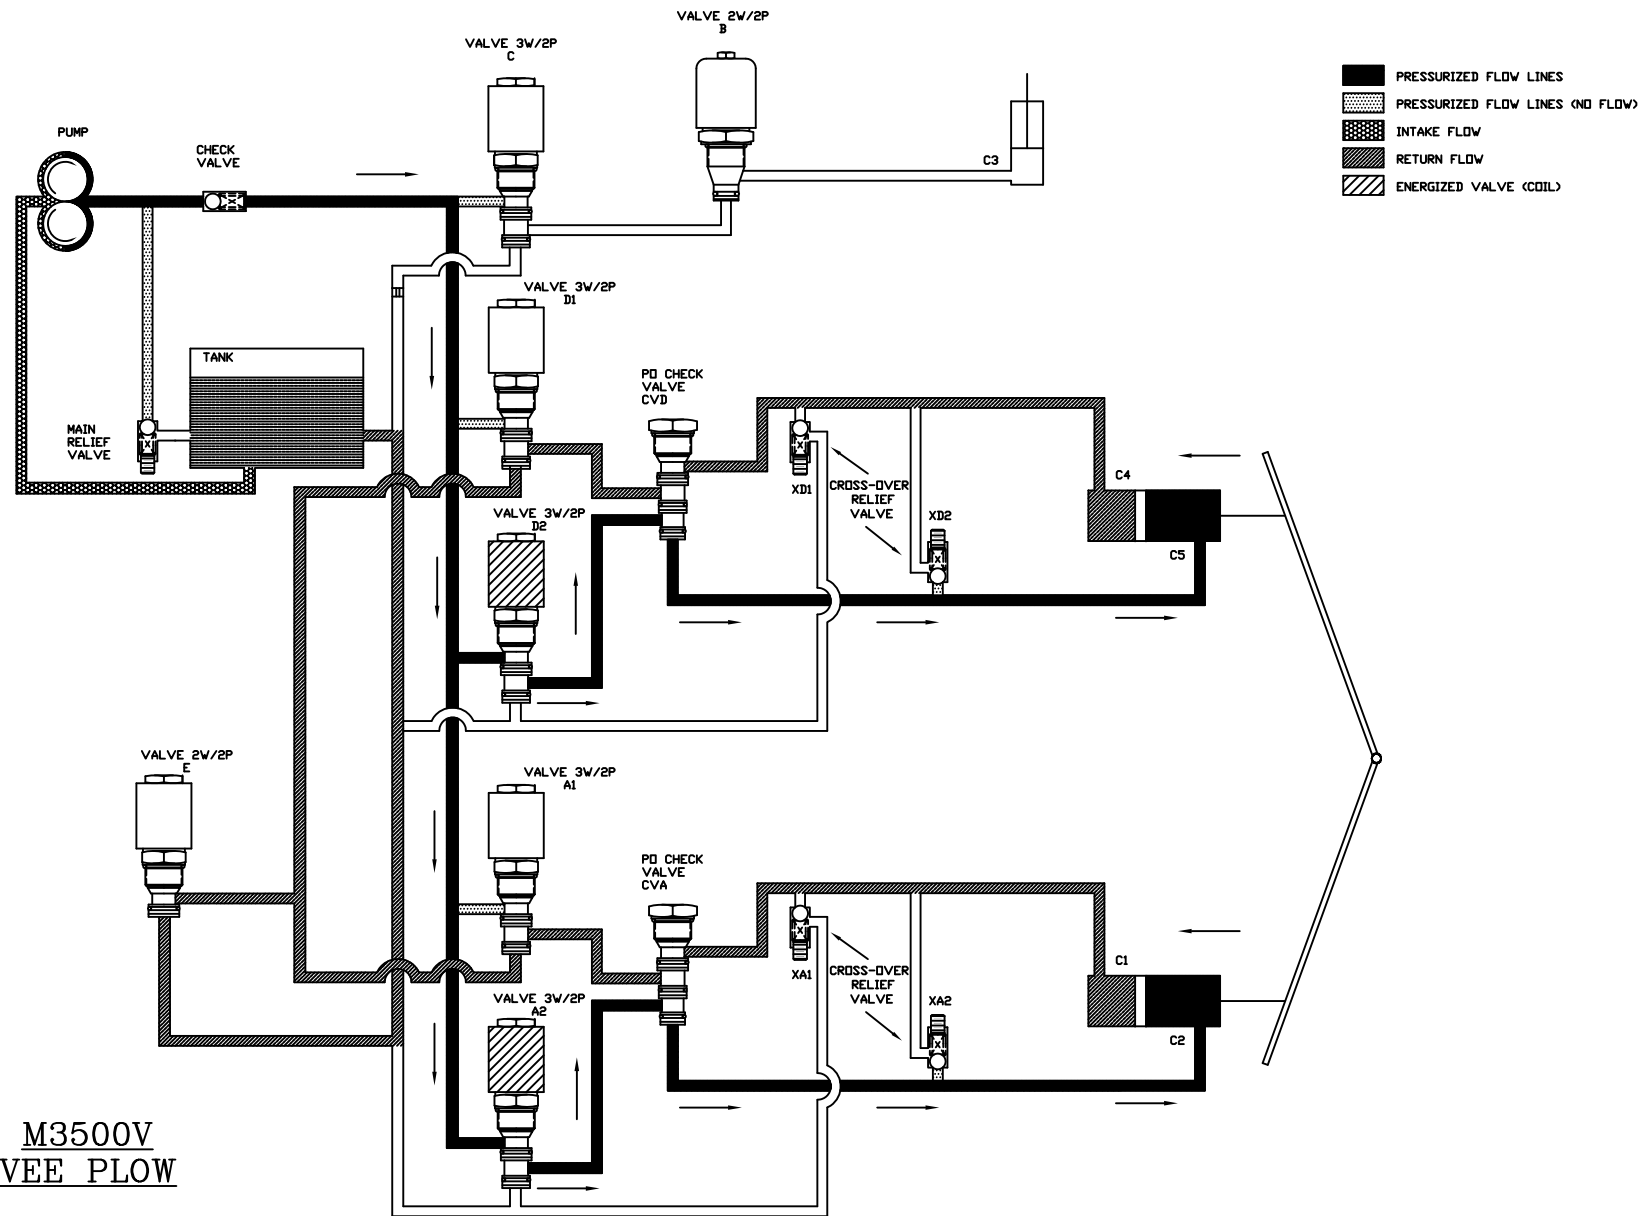 VALVE 2W/2P
B
VALVE 3W/2P
C
PRESSURIZED FLOW LINES
PRESSURIZED FLOW LINES (NO FLOW)
INTAKE FLOW
RETURN FLOW
ENERGIZED VALVE (COIL)
PUMP
CHECK
VALVE
C3
VALVE 3W/2P
D1
TANK
PO CHECK
VALVE
CVD
MAIN
RELIEF
VALVE
XD1
CROSS-OVER
RELIEF
VALVE
XD2
C4
C5
VALVE 3W/2P
D2
VALVE 2W/2P
E
VALVE 3W/2P
A1
PO CHECK
VALVE
CVA
XA1
CROSS-OVER
RELIEF
VALVE
XA2
C1
C2
VALVE 3W/2P
A2
M3500V
VEE PLOW